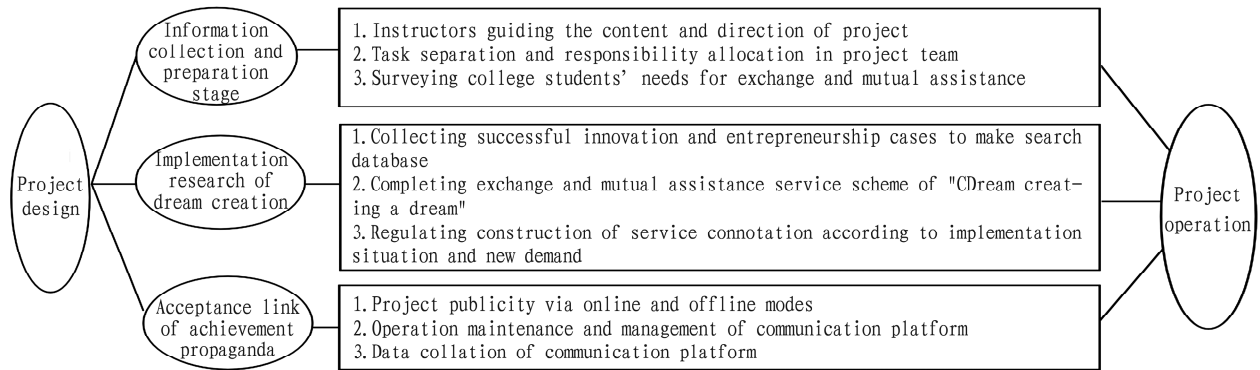 Project
design
Information
collection and
preparation
stage
1. Instructors guiding the content and direction of project
2. Task separation and responsibility allocation in project team
3. Surveying college students' needs for exchange and mutual assistance
Implementation
research of
dream creation
1. Collecting successful innovation and entrepreneurship cases to make search
database
2. Completing exchange and mutual assistance service scheme of "CDream creat-
ing a dream"
3. Regulating construction of service connotation according to implementation
situation and new demand
Acceptance link
of achievement
propaganda
1. Project publicity via online and offline modes
2. Operation maintenance and management of communication platform
3. Data collation of communication platform
Project
operation